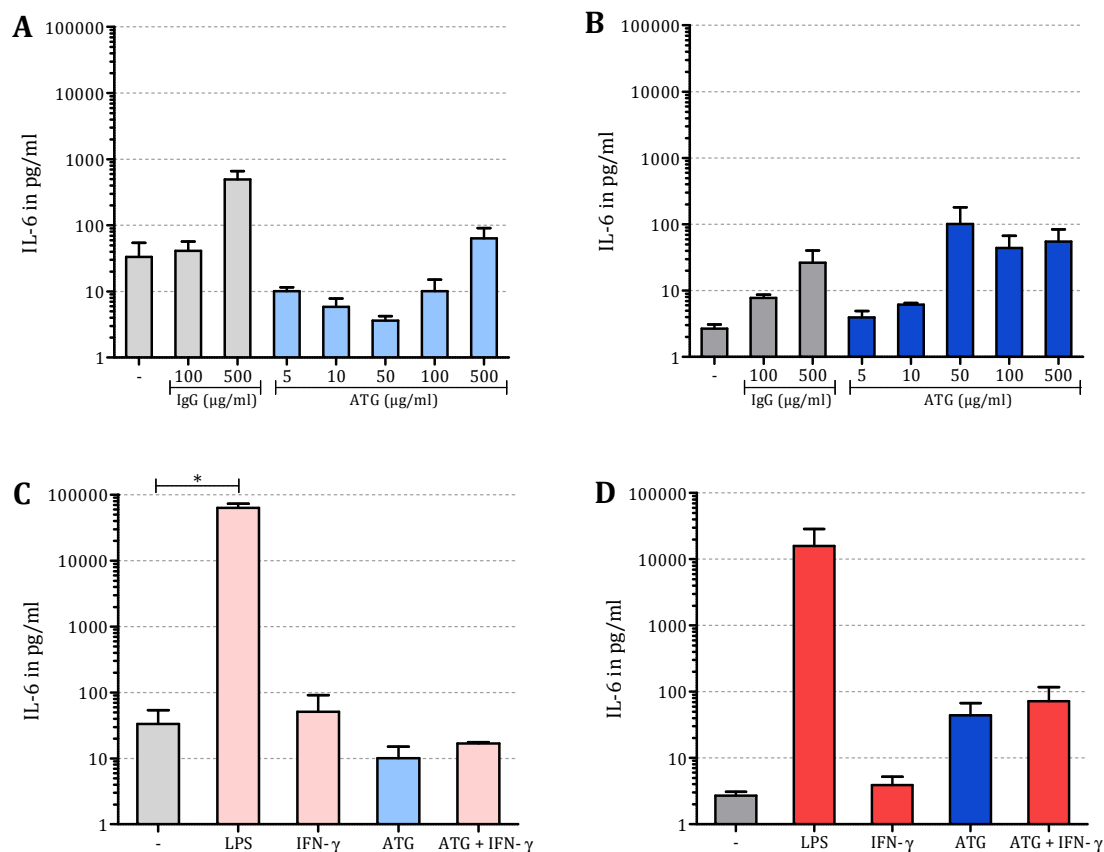 A
100000
10000
1000
100
10
1
IL-6 in pg/ml
- 100 500 5 10 50 100 500
IgG (µg/ml) ATG (µg/ml)
B
100000
10000
1000
100
10
1
IL-6 in pg/ml
- 100 500 5 10 50 100 500
IgG (µg/ml) ATG (µg/ml)
C
*
100000
10000
1000
100
10
1
IL-6 in pg/ml
- LPS IFN- γ ATG ATG + IFN- γ
D
100000
10000
1000
100
10
1
IL-6 in pg/ml
- LPS IFN- γ ATG ATG + IFN- γ